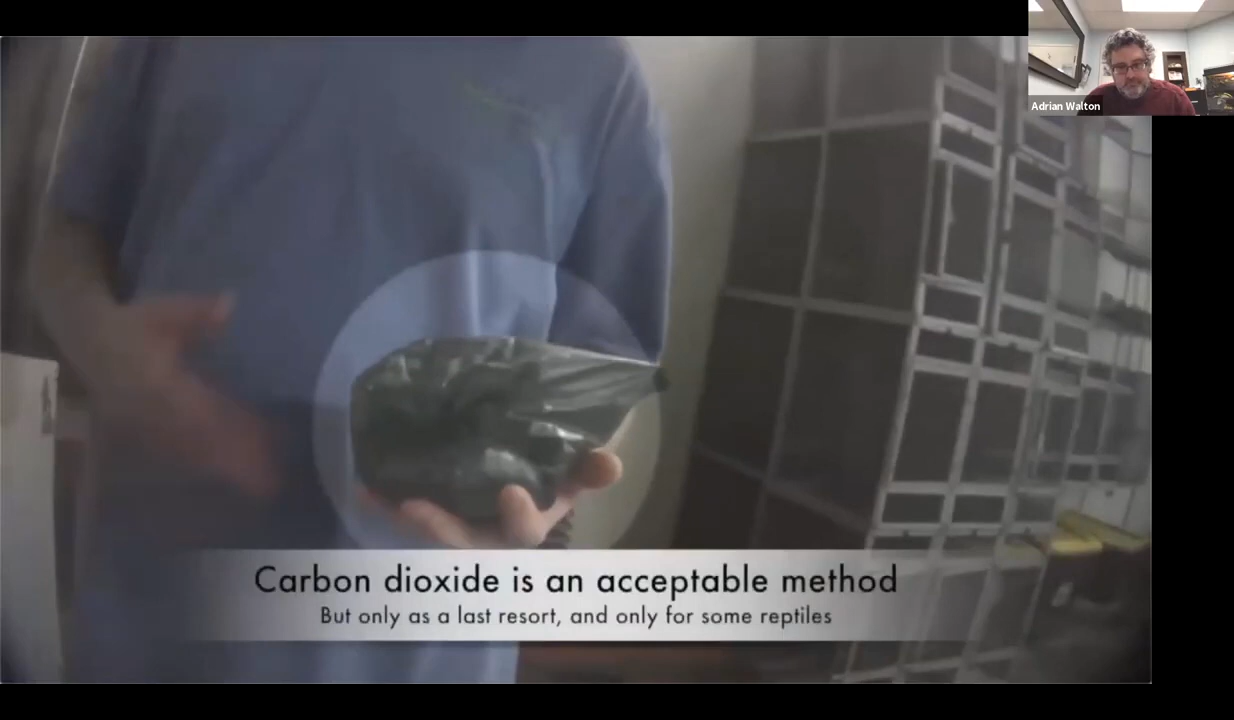 Adrian Walton
Carbon dioxide is an acceptable method
But only as a last resort, and only for some reptiles